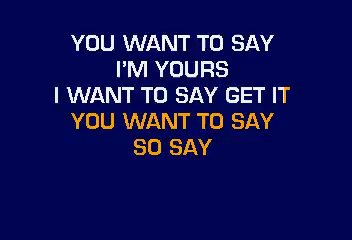 YOU WANT TO SAY
I'M YOURS
I WANT TO SAY GET IT
YOU WANT TO SAY
SO SAY